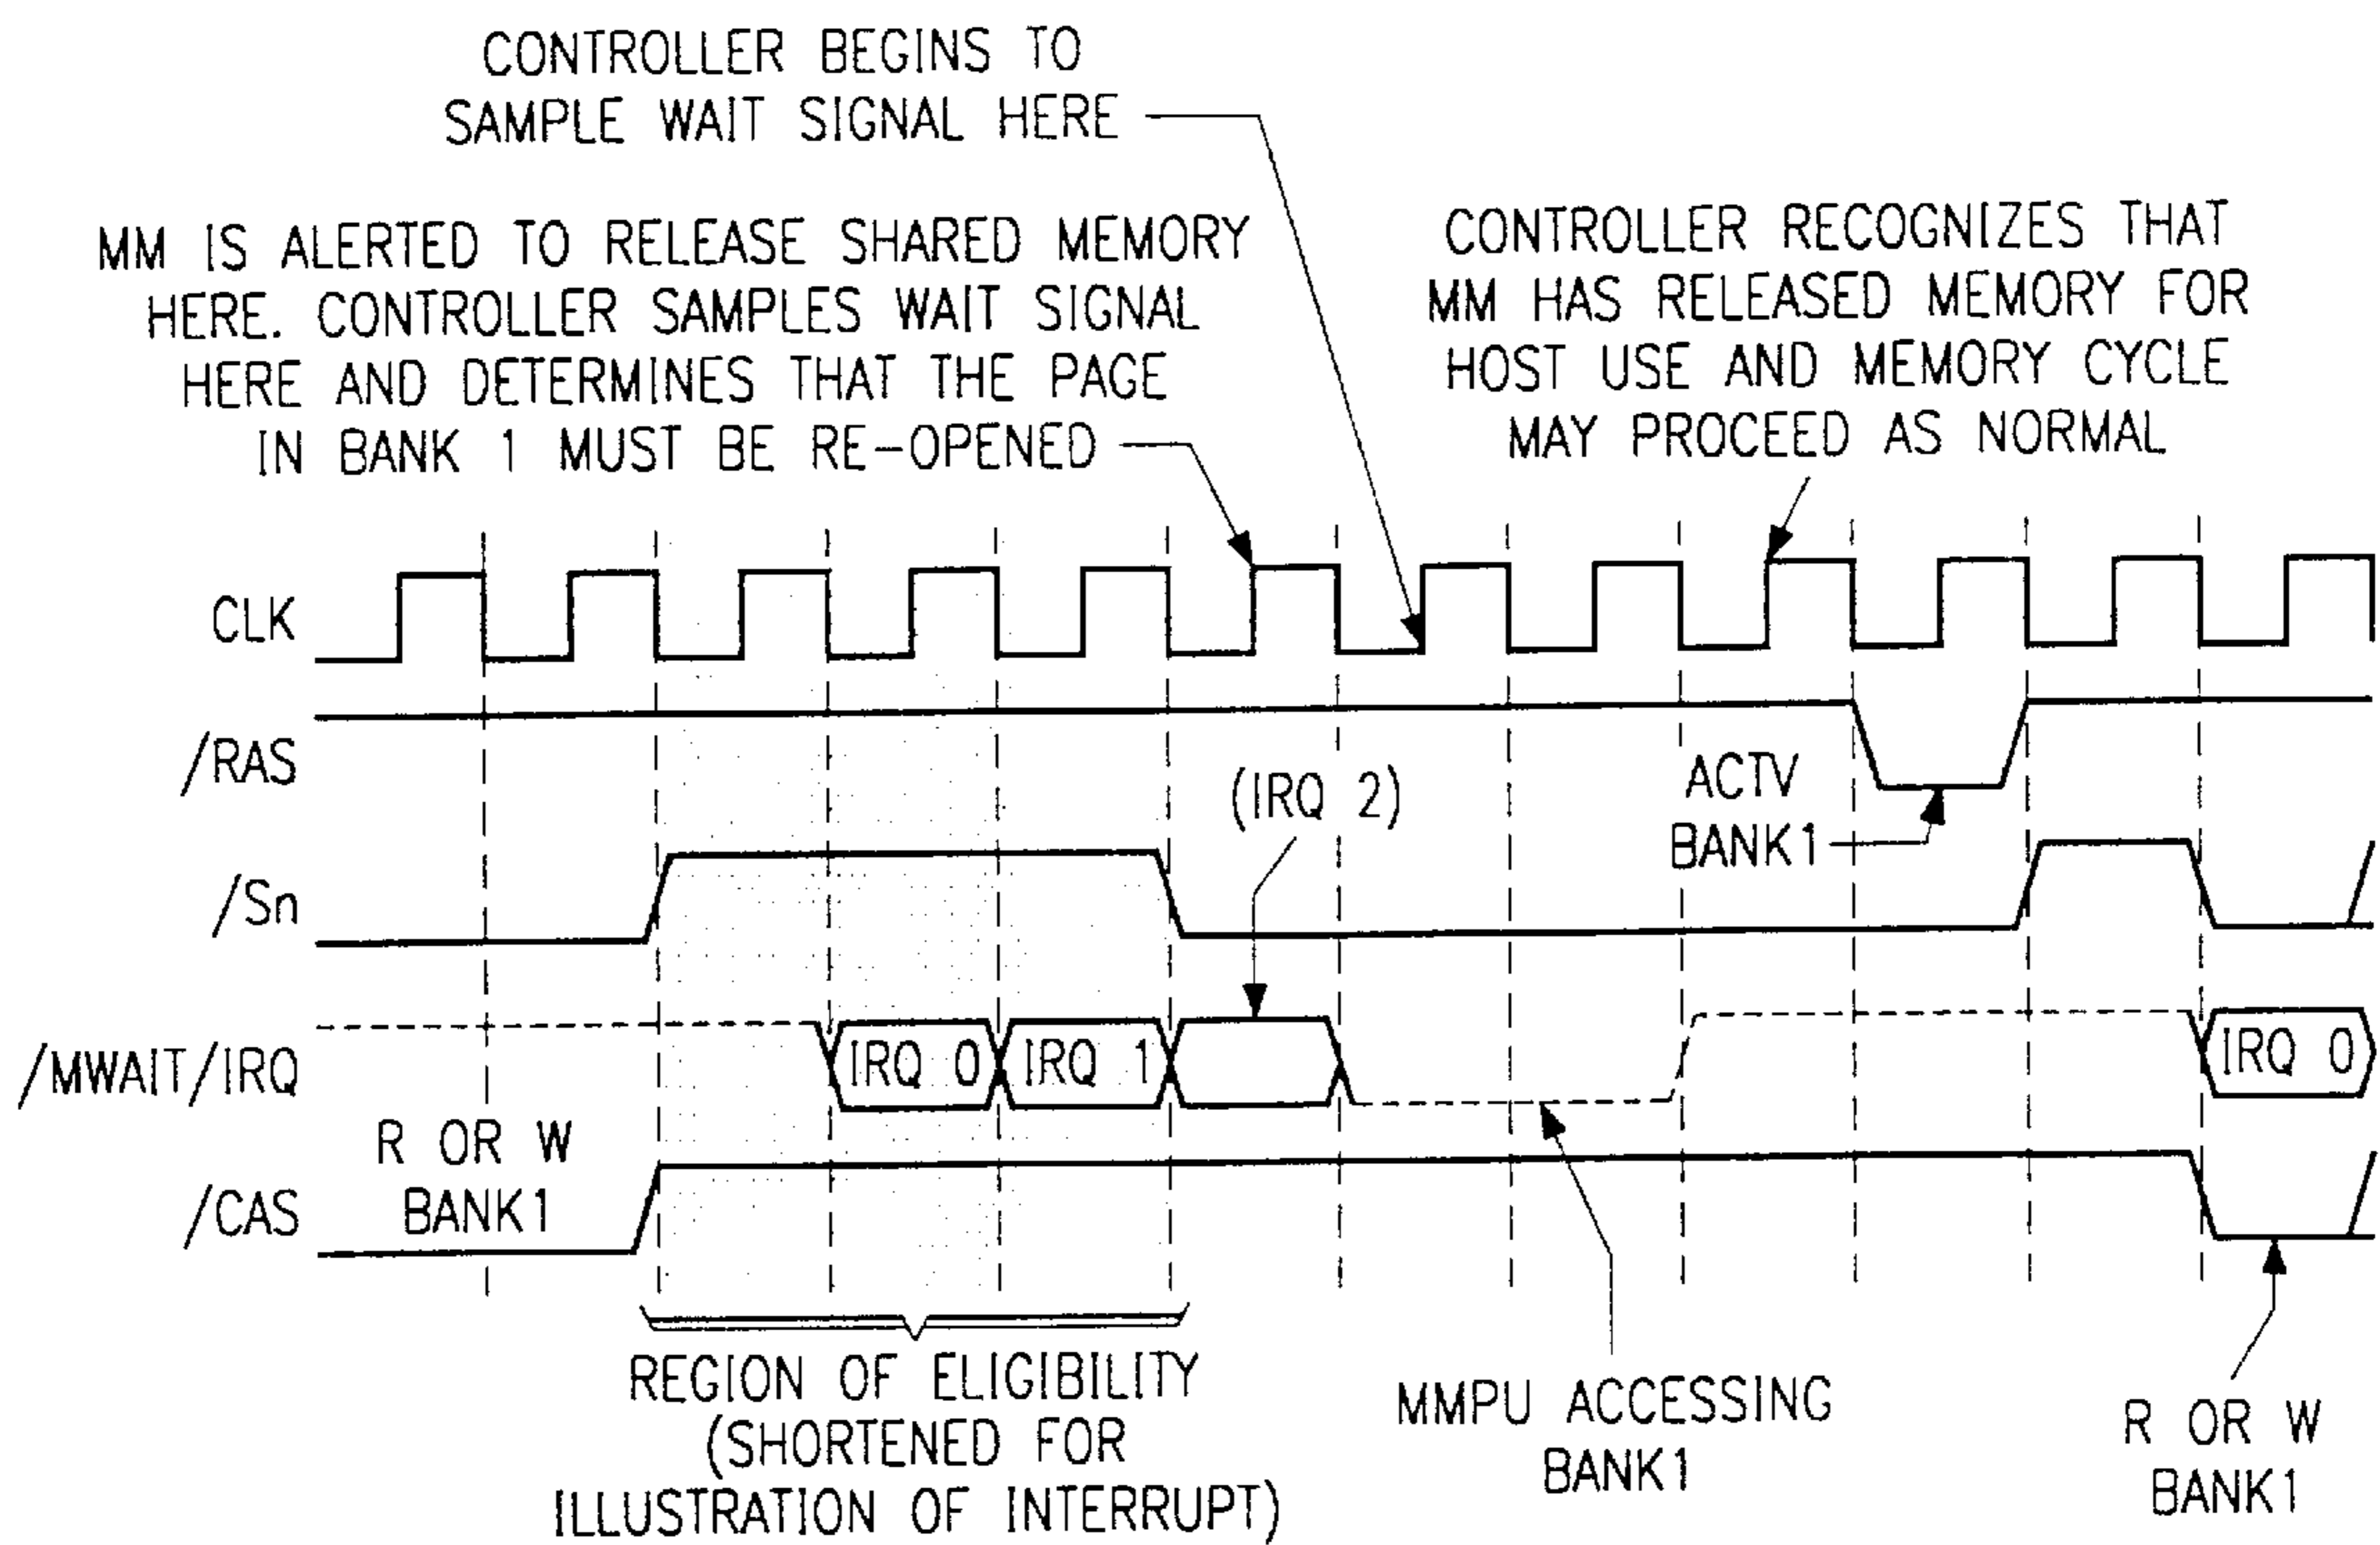 CONTROLLER BEGINS TO
SAMPLE WAIT SIGNAL HERE
MM IS ALERTED TO RELEASE SHARED MEMORY
HERE. CONTROLLER SAMPLES WAIT SIGNAL
HERE AND DETERMINES THAT THE PAGE
IN BANK 1 MUST BE RE-OPENED
CONTROLLER RECOGNIZES THAT
MM HAS RELEASED MEMORY FOR
HOST USE AND MEMORY CYCLE
MAY PROCEED AS NORMAL
CLK
/RAS
ACTV
BANK1
(IRQ 2)
/Sn
/MWAIT/IRQ
IRQ 0
IRQ 1
IRQ 0
R OR W
BANK1
/CAS
REGION OF ELIGIBILITY
(SHORTENED FOR
ILLUSTRATION OF INTERRUPT)
MMPU ACCESSING
BANK1
R OR W
BANK1